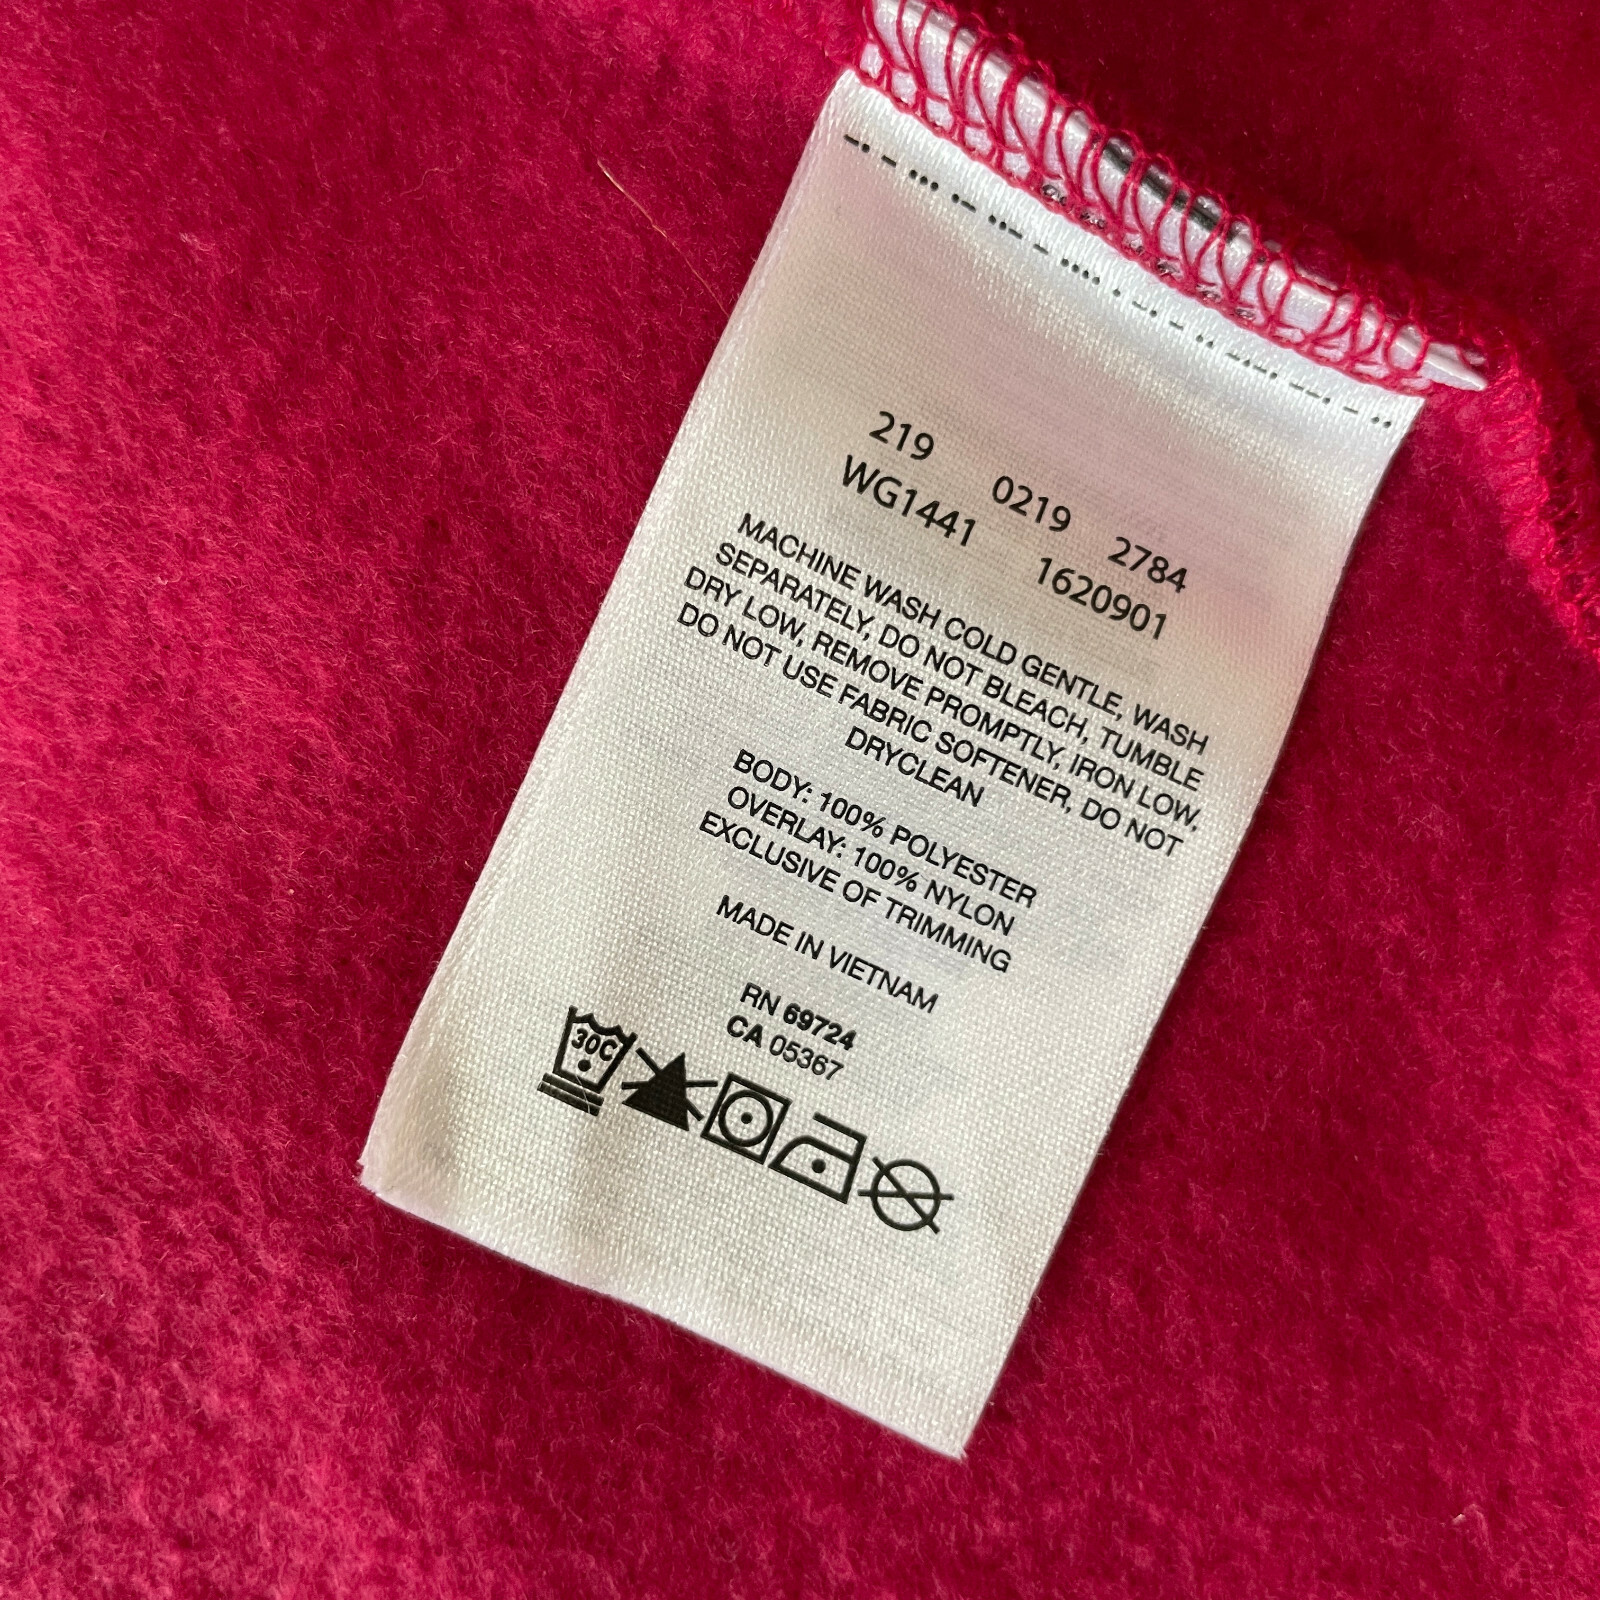 219 0219 2784
WG1441 1620901
MACHINE WASH COLD GENTLE, WASH
SEPARATELY, DO NOT BLEACH, TUMBLE
DRY LOW, REMOVE PROMPTLY, IRON LOW,
DO NOT USE FABRIC SOFTENER, DO NOT
DRYCLEAN
BODY: 100% POLYESTER
OVERLAY: 100% NYLON
EXCLUSIVE OF TRIMMING
MADE IN VIETNAM
RN 69724
CA 05367
30C